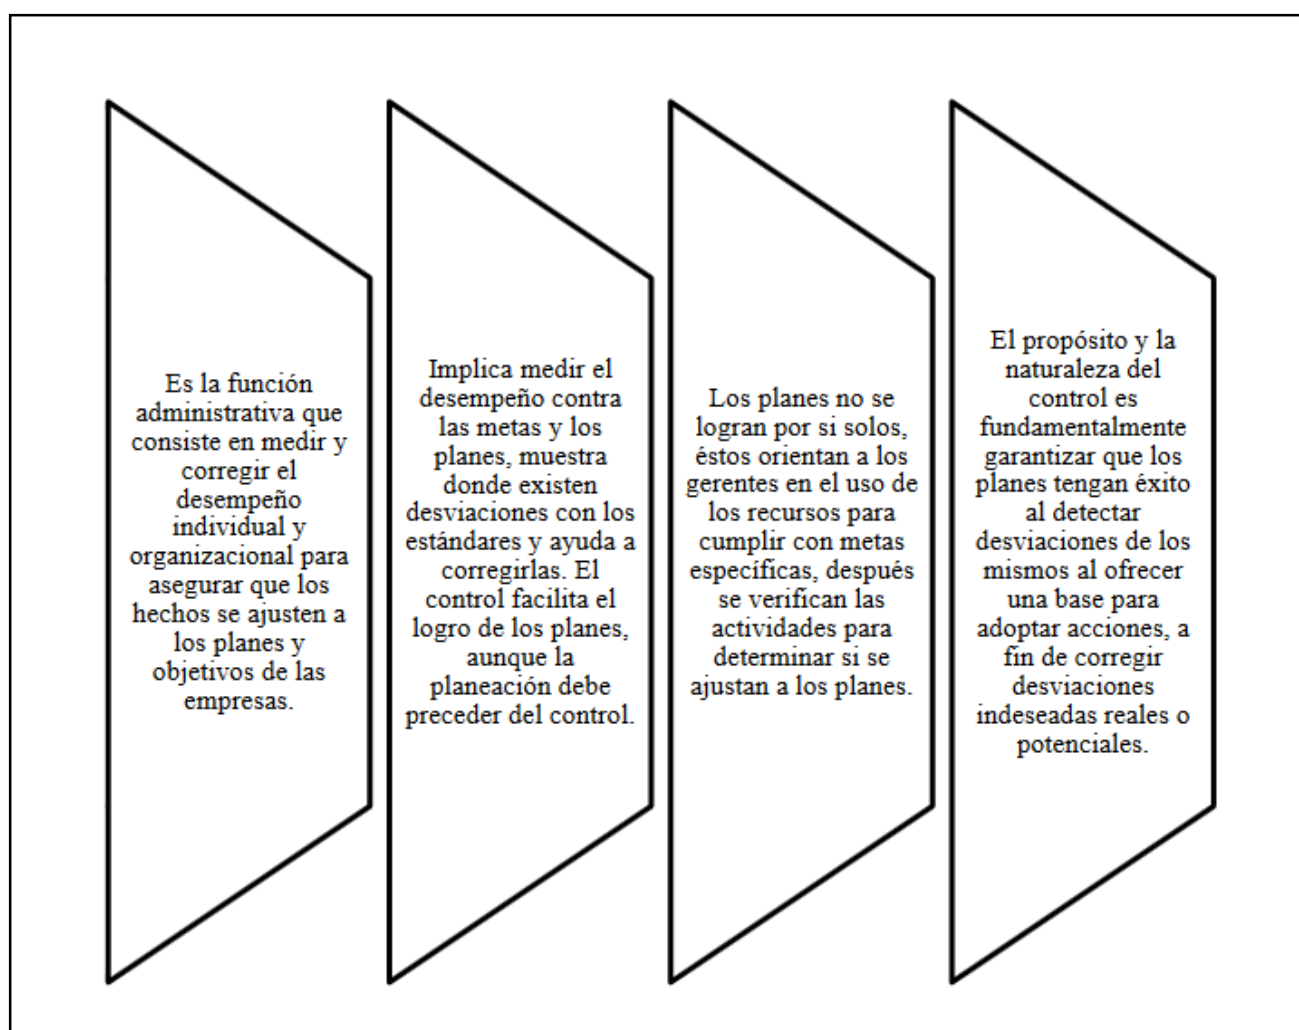 Es la función
administrativa que
consiste en medir y
corregir el
desempeño
individual y
organizacional para
asegurar que los
hechos se ajusten a
los planes y
objetivos de las
empresas.
Implica medir el
desempeño contra
las metas y los
planes, muestra
donde existen
desviaciones con los
estándares y ayuda a
corregirlas. El
control facilita el
logro de los planes,
aunque la
planeación debe
preceder del control.
Los planes no se
logran por si solos,
éstos orientan a los
gerentes en el uso de
los recursos para
cumplir con metas
específicas, después
se verifican las
actividades para
determinar si se
ajustan a los planes.
El propósito y la
naturaleza del
control es
fundamentalmente
garantizar que los
planes tengan éxito
al detectar
desviaciones de los
mismos al ofrecer
una base para
adoptar acciones, a
fin de corregir
desviaciones
indeseadas reales o
potenciales.